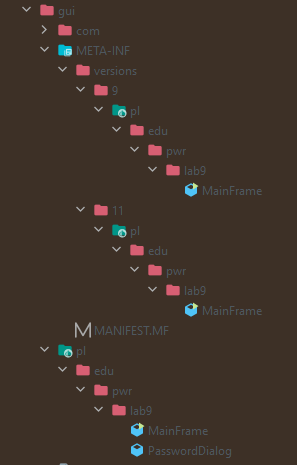 gui
com
META-INF
versions
9
pl
edu
pwr
lab9
MainFrame
11
pl
edu
pwr
lab9
MainFrame
MANIFEST.MF
pl
edu
pwr
lab9
MainFrame
PasswordDialog